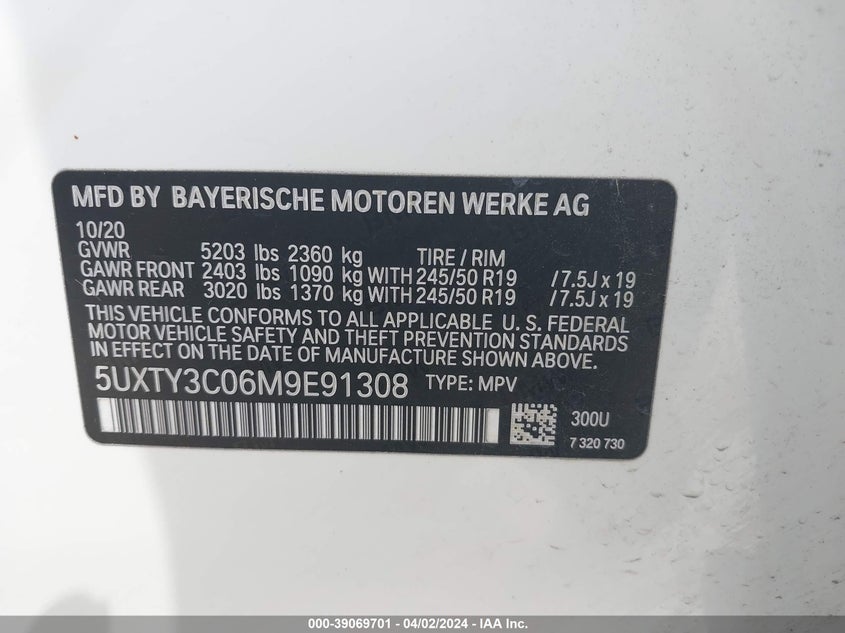 MFD BY BAYERISCHE MOTOREN WERKE AG
10/20
GVWR 5203 lbs 2360 kg TIRE / RIM
GAWR FRONT 2403 lbs 1090 kg WITH 245/50 R19 / 7.5J x 19
GAWR REAR 3020 lbs 1370 kg WITH 245/50 R19 / 7.5J x 19
THIS VEHICLE CONFORMS TO ALL APPLICABLE U. S. FEDERAL
MOTOR VEHICLE SAFETY AND THEFT PREVENTION STANDARDS
IN EFFECT ON THE DATE OF MANUFACTURE SHOWN ABOVE.
5UXTY3C06M9E91308 TYPE: MPV
300U
7 320 730
000-39069701 - 04/02/2024 - IAA Inc.